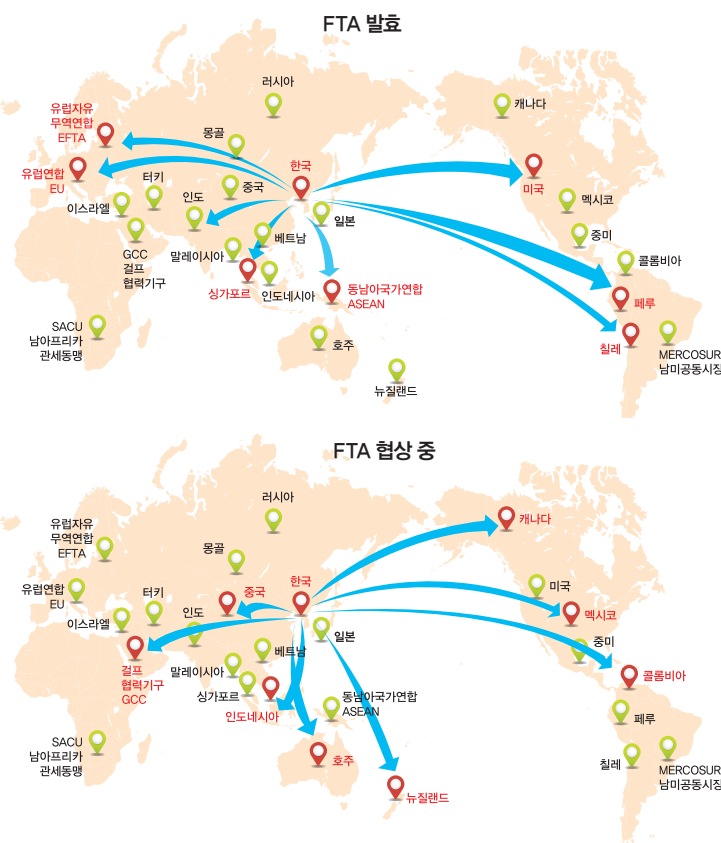 FTA 발효
러시아
캐나다
유럽자유
무역연합
EFTA
몽골
한국
미국
유럽연합
EU
터키
중국
인도
이스라엘
멕시코
일본
베트남
중미
말레이시아
GCC
걸프
협력기구
콜롬비아
싱가포르
인도네시아
동남아국가연합
ASEAN
페루
SACU
남아프리카
관세동맹
호주
칠레
MERCOSUR
남미공동시장
뉴질랜드
FTA 협상 중
러시아
캐나다
유럽자유
무역연합
EFTA
몽골
한국
미국
유럽연합
EU
터키
중국
인도
이스라엘
멕시코
일본
베트남
중미
걸프
협력기구
GCC
말레이시아
콜롬비아
싱가포르
인도네시아
동남아국가연합
ASEAN
페루
SACU
남아프리카
관세동맹
호주
칠레
MERCOSUR
남미공동시장
뉴질랜드